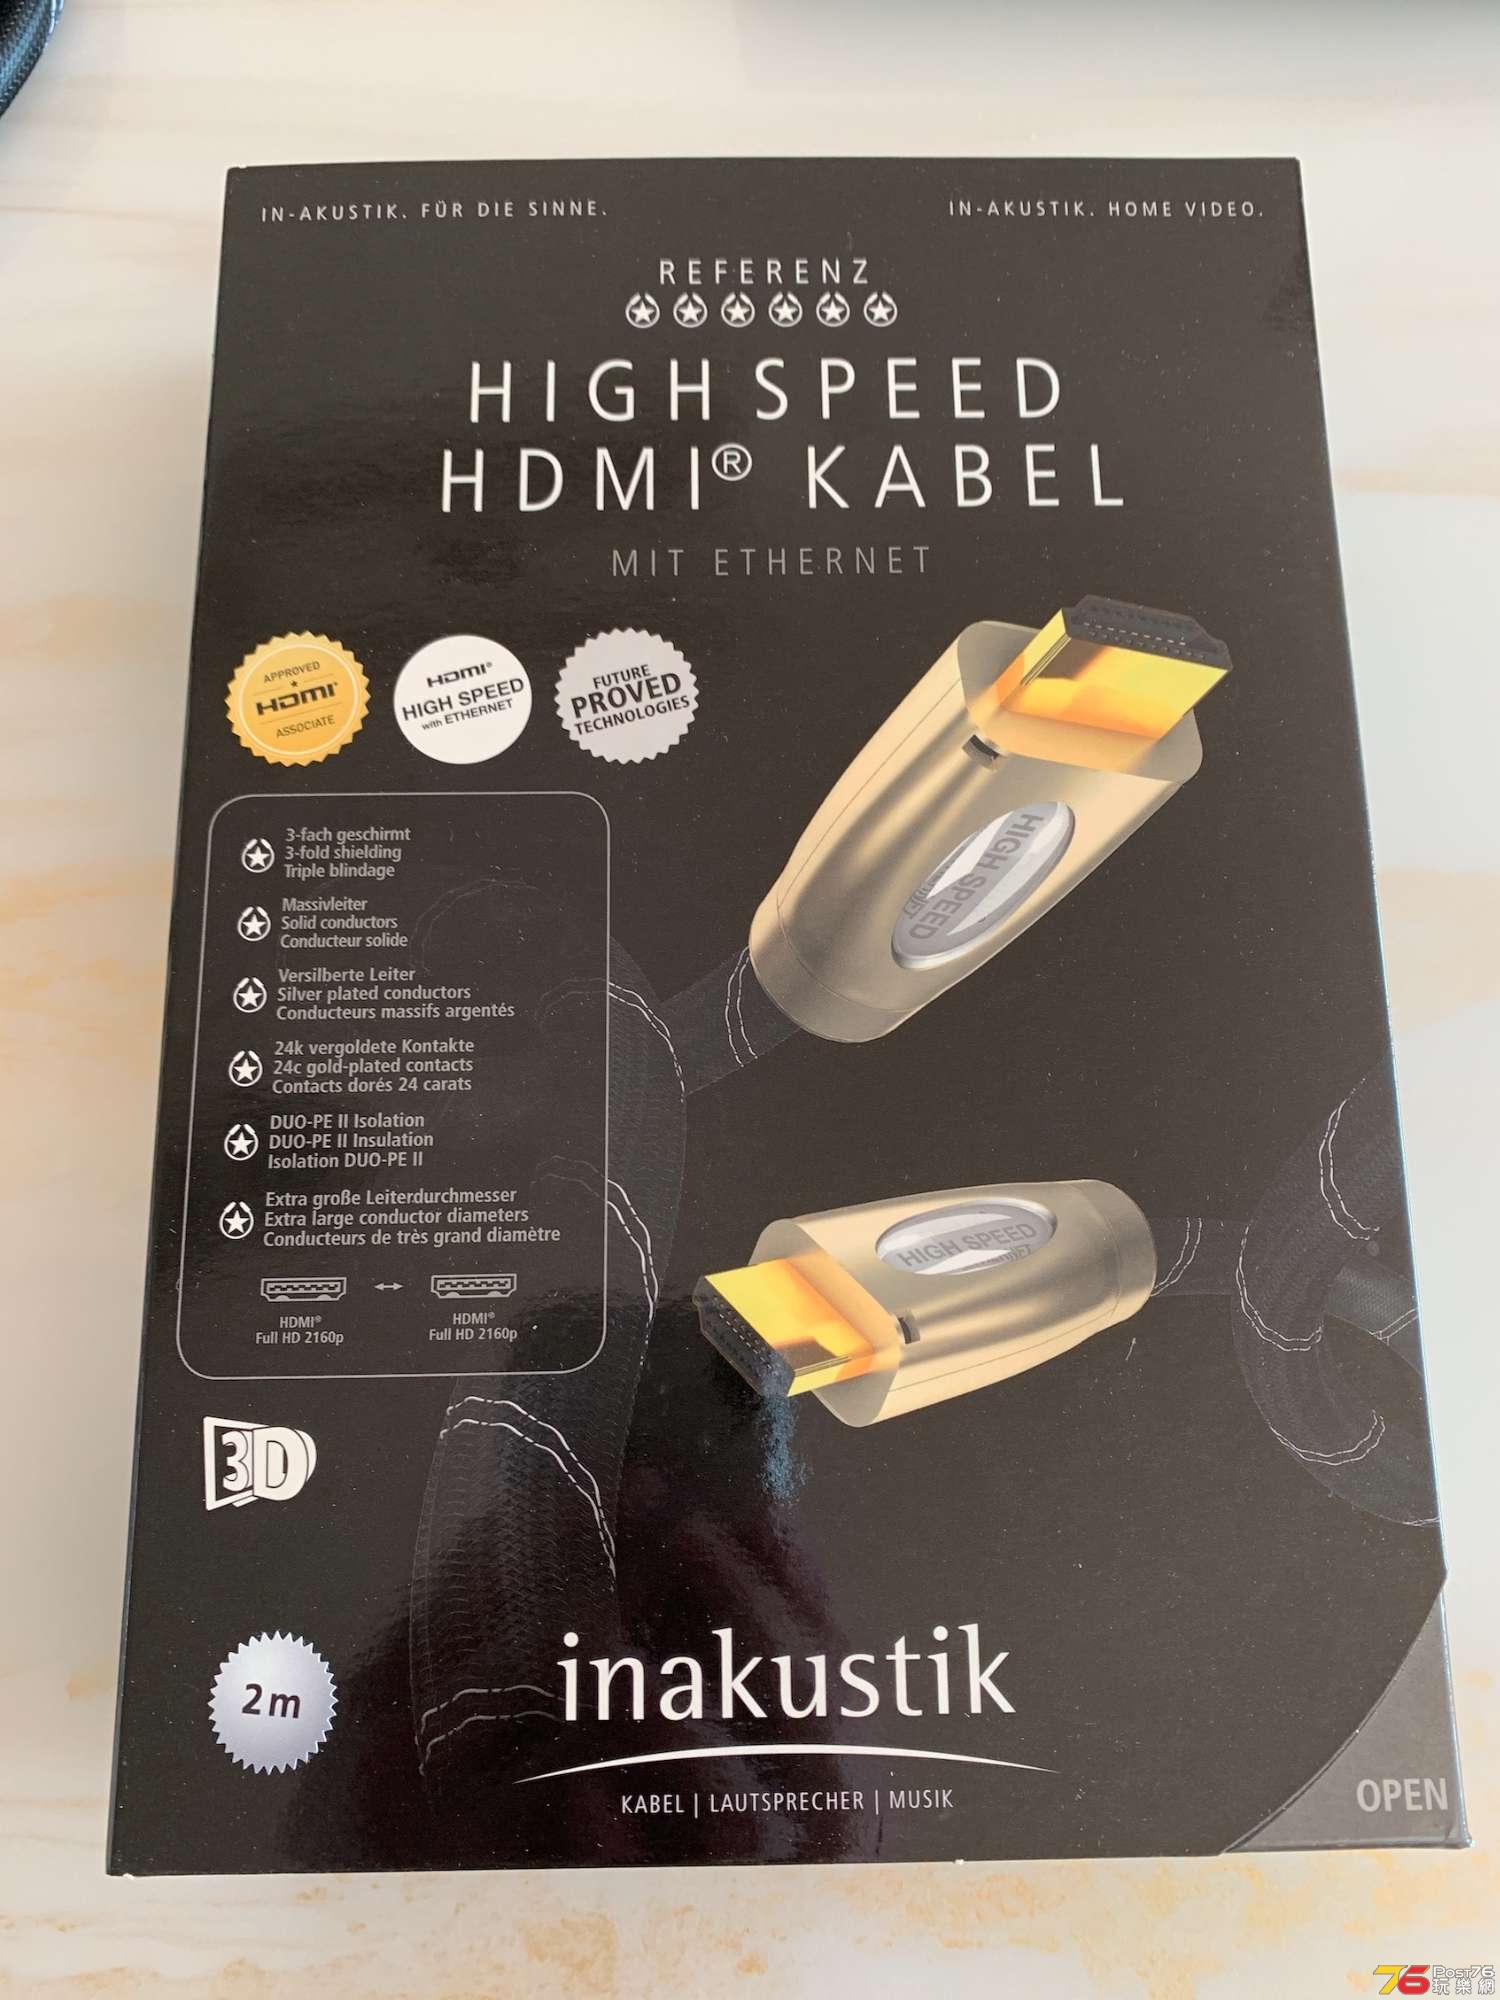 IN-AKUSTIK. FÜR DIE SINNE.
IN-AKUSTIK. HOME VIDEO.
REFERENZ
HIGH SPEED
HDMI® KABEL
MIT ETHERNET
APPROVED
HDMI®
ASSOCIATE
HDMI®
HIGH SPEED
with ETHERNET
FUTURE
PROVED
TECHNOLOGIES
HIGH SPEED
3-fach geschirmt
3-fold shielding
Triple blindage
Massivleiter
Solid conductors
Conducteur solide
Versilberte Leiter
Silver plated conductors
Conducteurs massifs argentés
24k vergoldete Kontakte
24c gold-plated contacts
Contacts dorés 24 carats
DUO-PE II Isolation
DUO-PE II Insulation
Isolation DUO-PE II
Extra große Leiterdurchmesser
Extra large conductor diameters
Conducteurs de très grand diamètre
HDMI®
Full HD 2160p
HDMI®
Full HD 2160p
HIGH SPEED
3D
2m
inakustik
KABEL | LAUTSPRECHER | MUSIK
OPEN
76 Post76
玩樂網